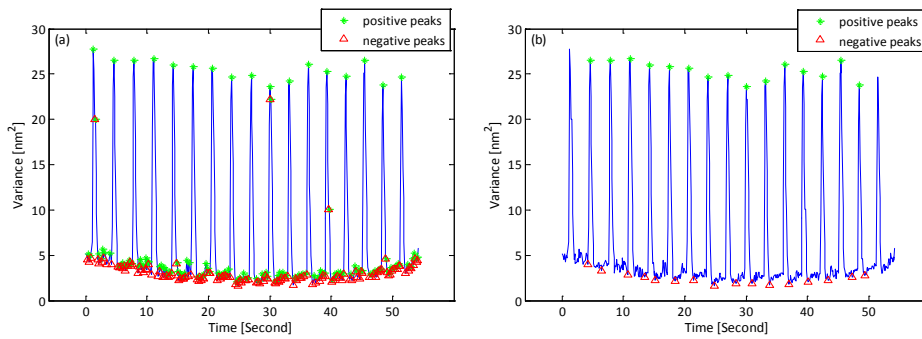 positive peaks
negative peaks
(a)
30
25
20
15
10
5
0
Variance [nm²]
0 10 20 30 40 50
Time [Second]
positive peaks
negative peaks
(b)
30
25
20
15
10
5
0
Variance [nm²]
0 10 20 30 40 50
Time [Second]